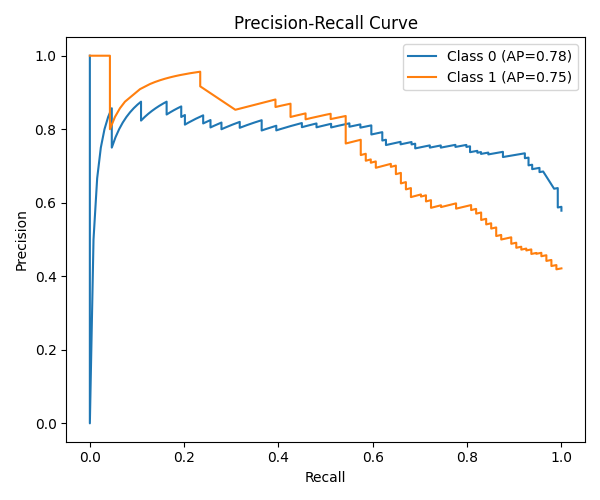 Precision-Recall Curve
Class 0 (AP=0.78)
Class 1 (AP=0.75)
Precision
1.0
0.8
0.6
0.4
0.2
0.0
0.0 0.2 0.4 0.6 0.8 1.0
Recall